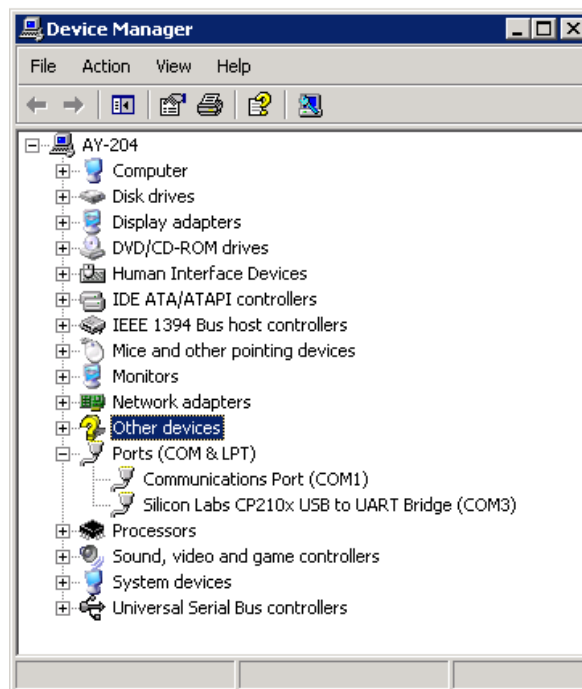 Device Manager
File Action View Help
AY-204
Computer
Disk drives
Display adapters
DVD/CD-ROM drives
Human Interface Devices
IDE ATA/ATAPI controllers
IEEE 1394 Bus host controllers
Mice and other pointing devices
Monitors
Network adapters
Other devices
Ports (COM & LPT)
Communications Port (COM1)
Silicon Labs CP210x USB to UART Bridge (COM3)
Processors
Sound, video and game controllers
System devices
Universal Serial Bus controllers